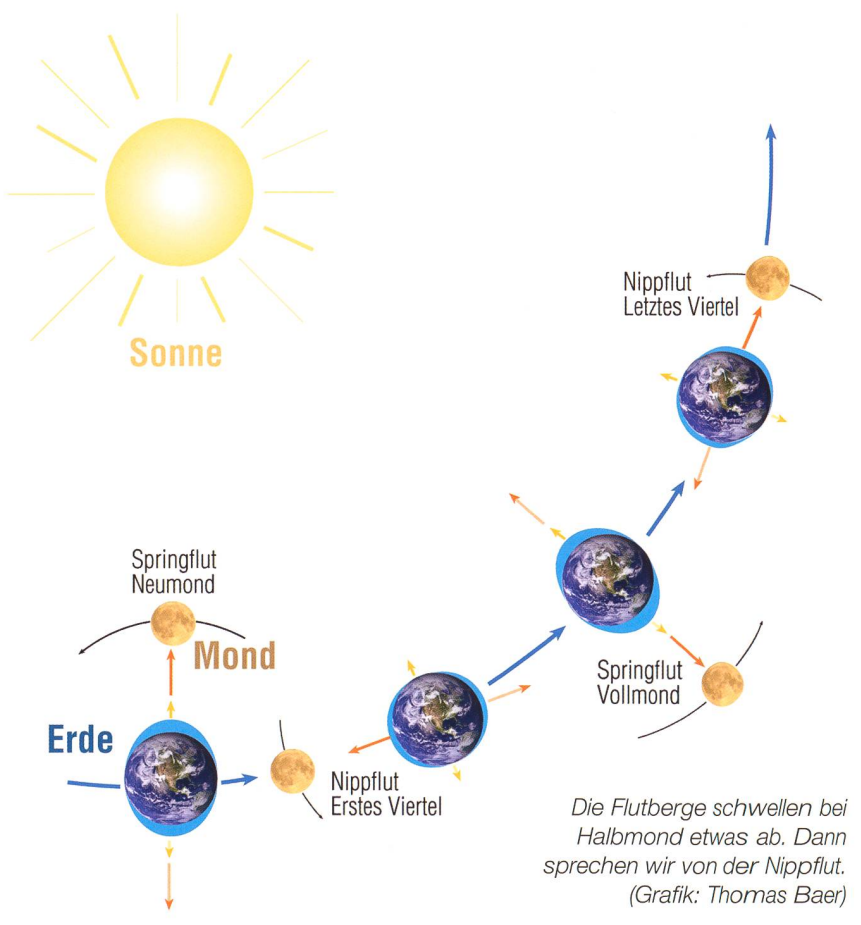 Sonne
Nippflut
Letztes Viertel
Springflut
Neumond
Mond
Erde
Springflut
Vollmond
Nippflut
Erstes Viertel
Die Flutberge schwellen bei
Halbmond etwas ab. Dann
sprechen wir von der Nippflut.
(Grafik: Thomas Baer)